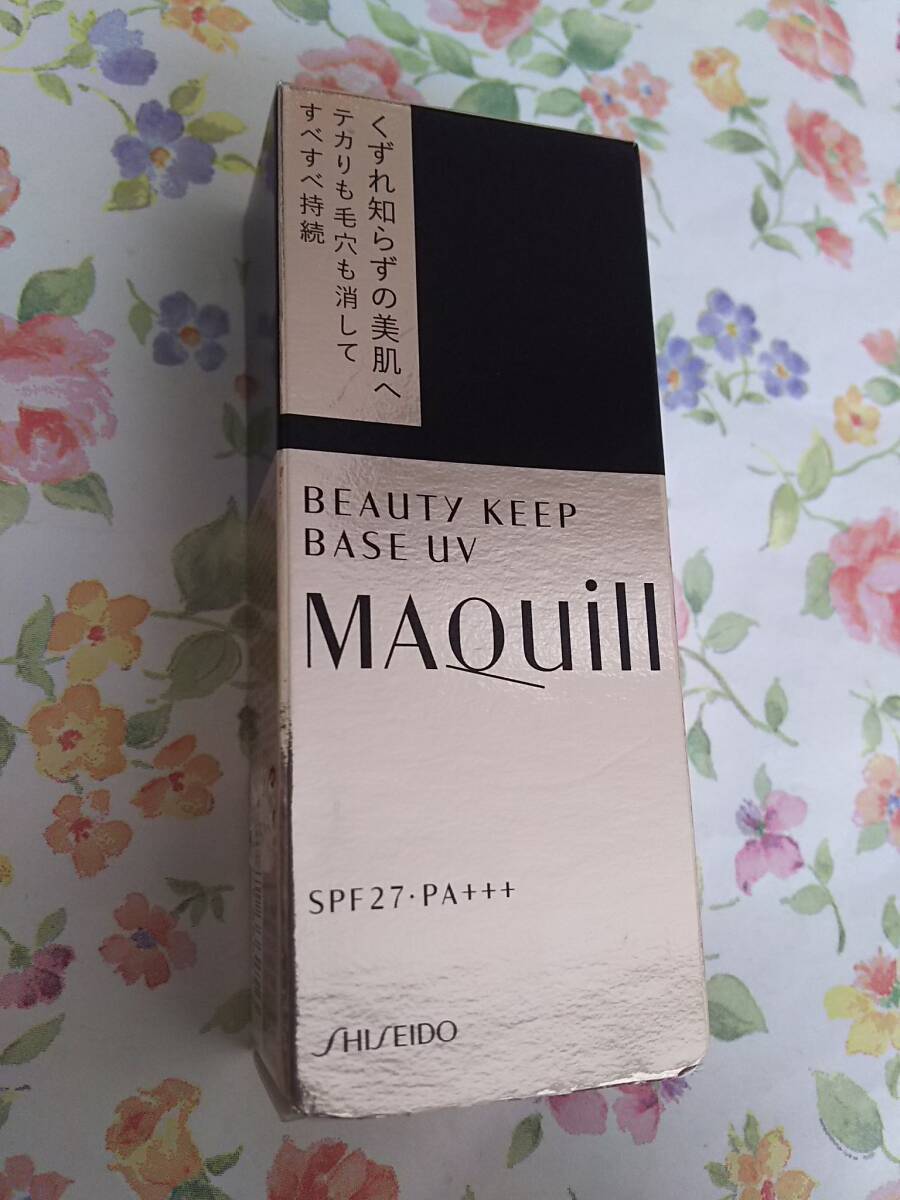 くずれ知らずの美肌へ
テカりも毛穴も消して
すべすべ持続
BEAUTY KEEP
BASE UV
MAQuill
SPF27·PA+++
SHISEIDO